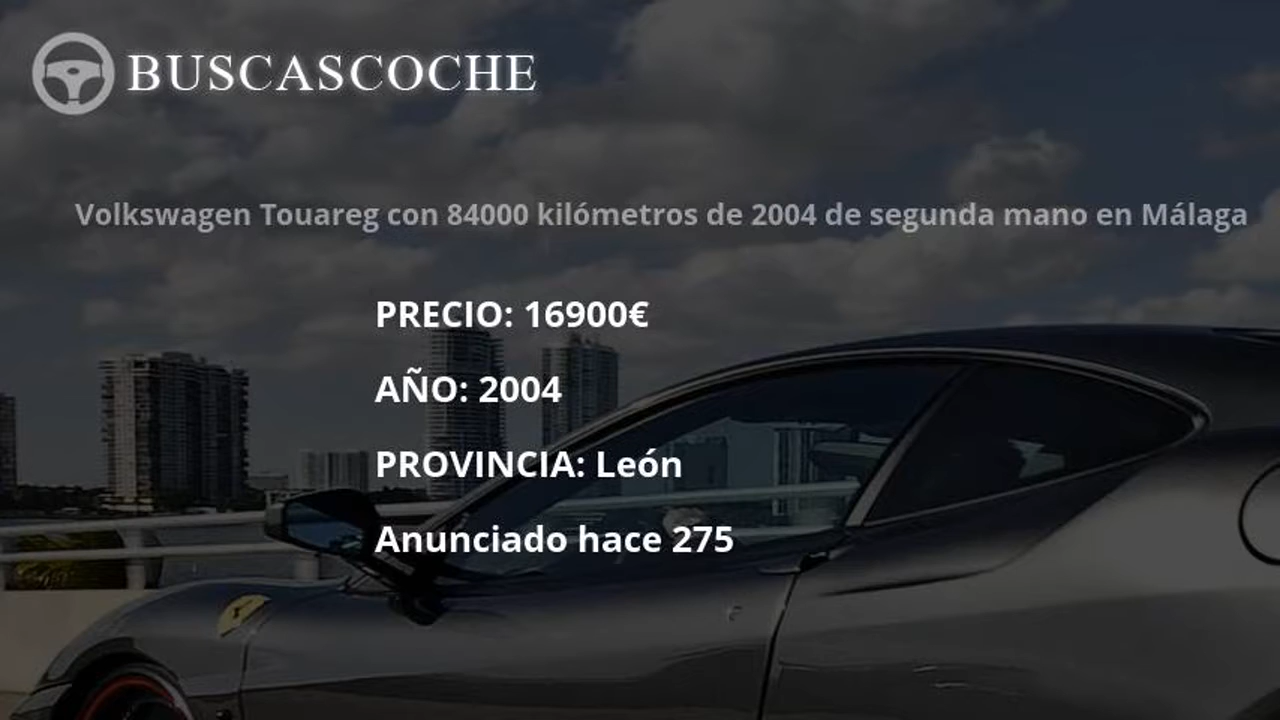 BUSCASCOCHE
Volkswagen Touareg con 84000 kilómetros de 2004 de segunda mano en Málaga
PRECIO: 16900€
AÑO: 2004
PROVINCIA: León
Anunciado hace 275